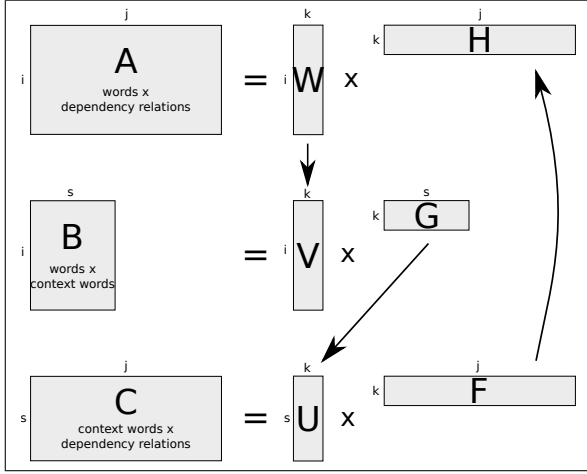 j k j
A = W x H
i i k
words x
dependency relations
s k s
B = V x G
i i k
words x
context words
j k j
C = U x F
s s k
context words x
dependency relations